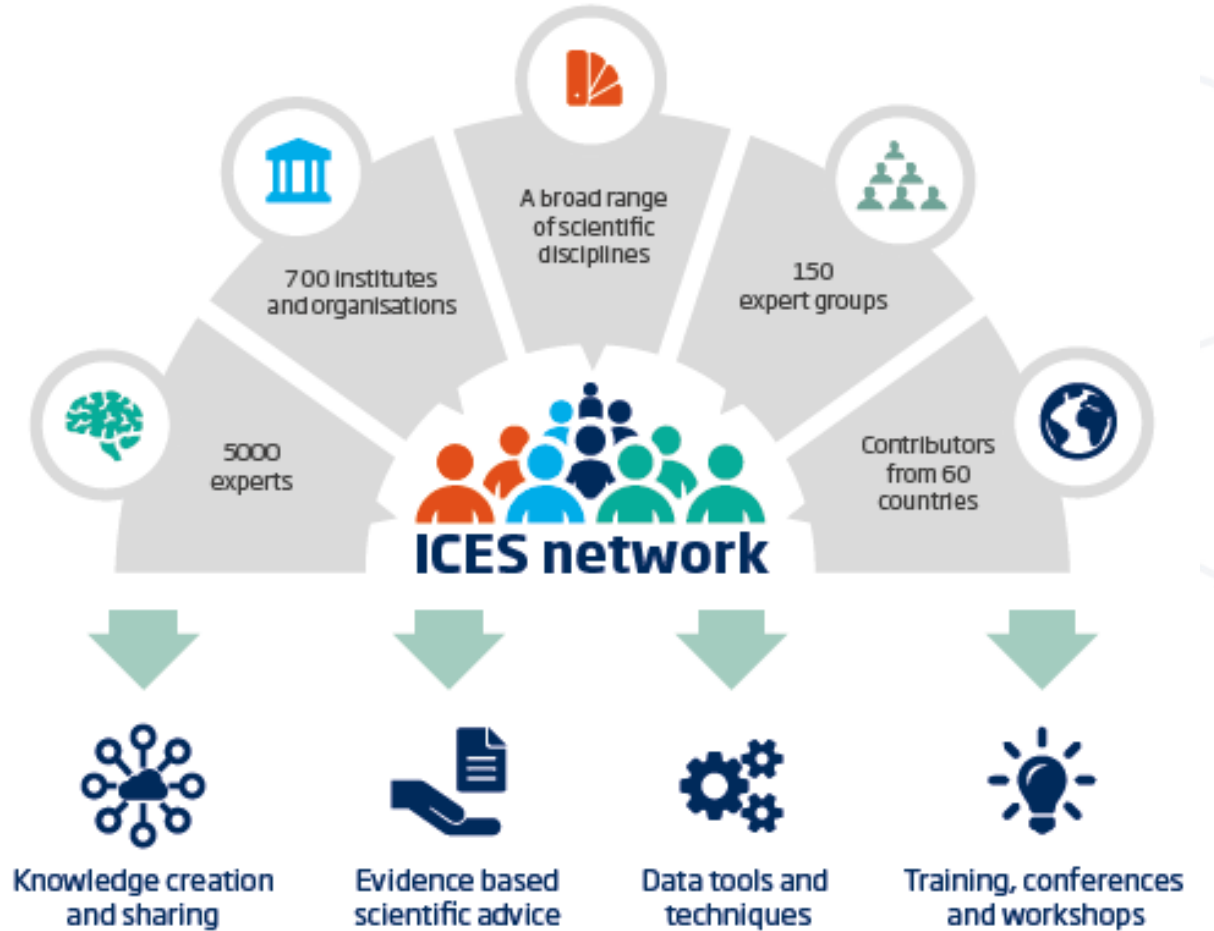 A broad range
of scientific
disciplines
700 institutes
and organisations
150
expert groups
5000
experts
Contributors
from 60
countries
ICES network
Knowledge creation
and sharing
Evidence based
scientific advice
Data tools and
techniques
Training, conferences
and workshops